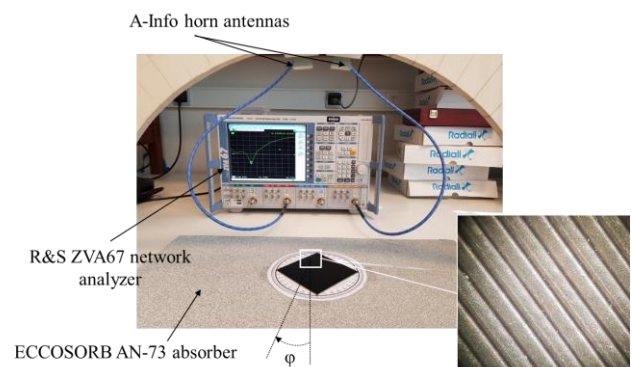 A-Info horn antennas
Radiall
Radiall
Radiall
Radiall
R&S ZVA67 network
analyzer
ECCOSORB AN-73 absorber
φ